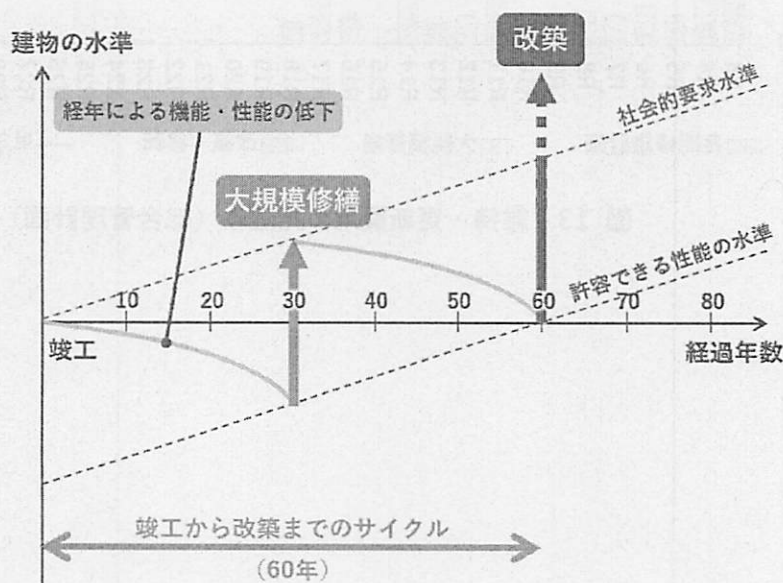 建物の水準
改築
社会的要求水準
経年による機能・性能の低下
大規模修繕
許容できる性能の水準
10 20 30 40 50 60 70 80
竣工
経過年数
竣工から改築までのサイクル
(60年)